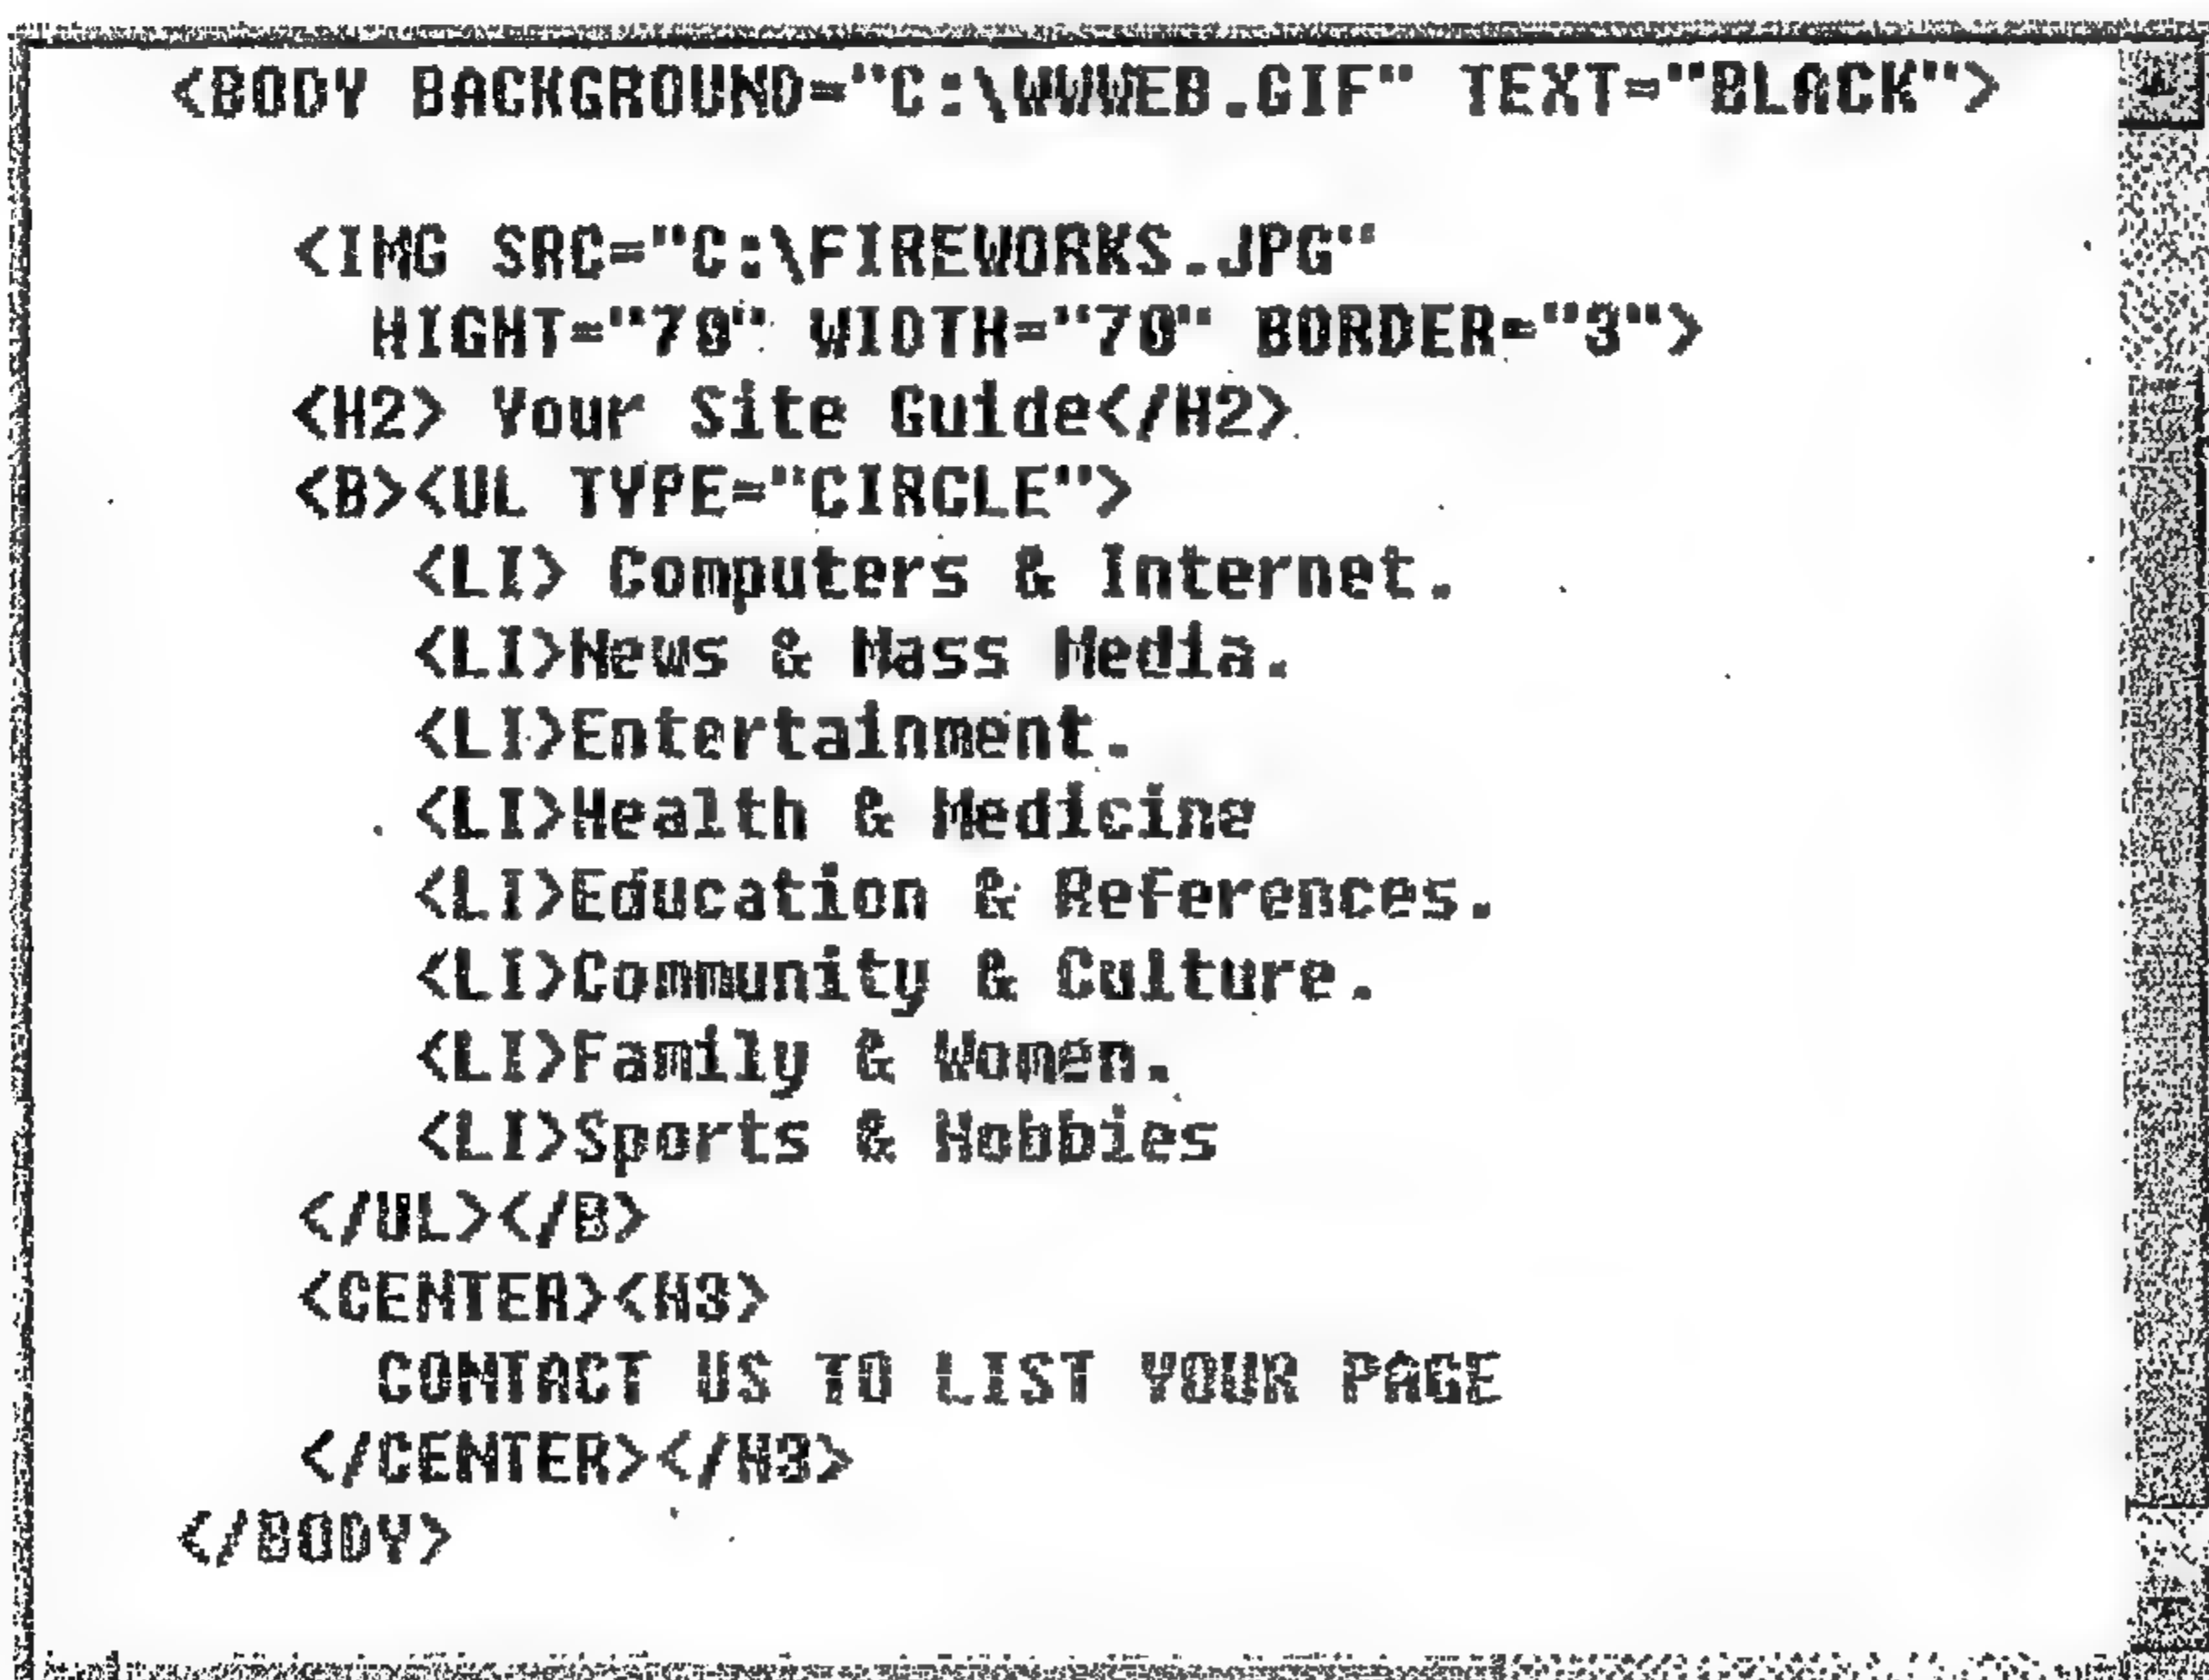 <BODY BACKGROUND="C:\WWWEB.GIF" TEXT="BLACK">
<IMG SRC="C:\FIREWORKS.JPG"
HIGHT="70" WIDTH="70" BORDER="3">
<H2> Your Site Guide</H2>
<B><UL TYPE="CIRCLE">
<LI> Computers & Internet.
<LI>News & Mass Media.
<LI>Entertainment.
<LI>Health & Medicine
<LI>Education & References.
<LI>Community & Culture.
<LI>Family & Women.
<LI>Sports & Hobbies
</UL></B>
<CENTER><H3>
CONTACT US TO LIST YOUR PAGE
</CENTER></H3>
</BODY>